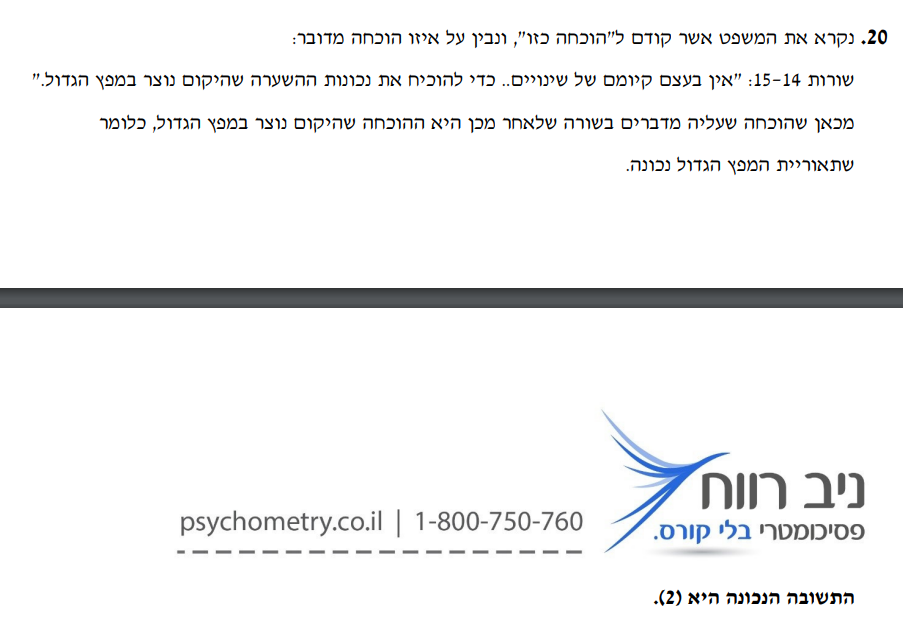 20. נקרא את המשפט אשר קודם ל"הוכחה כזו", ונבין על איזו הוכחה מדובר:
שורות 15-14: "אין בעצם קיומם של שינויים.. כדי להוכיח את נכונות ההשערה שהיקום נוצר במפץ הגדול."
מכאן שהוכחה שעליה מדברים בשורה שלאחר מכן היא ההוכחה שהיקום נוצר במפץ הגדול, כלומר
שתאוריית המפץ הגדול נכונה.
ניב רווח
פסיכומטרי בלי קורס.
psychometry.co.il | 1-800-750-760
התשובה הנכונה היא (2).